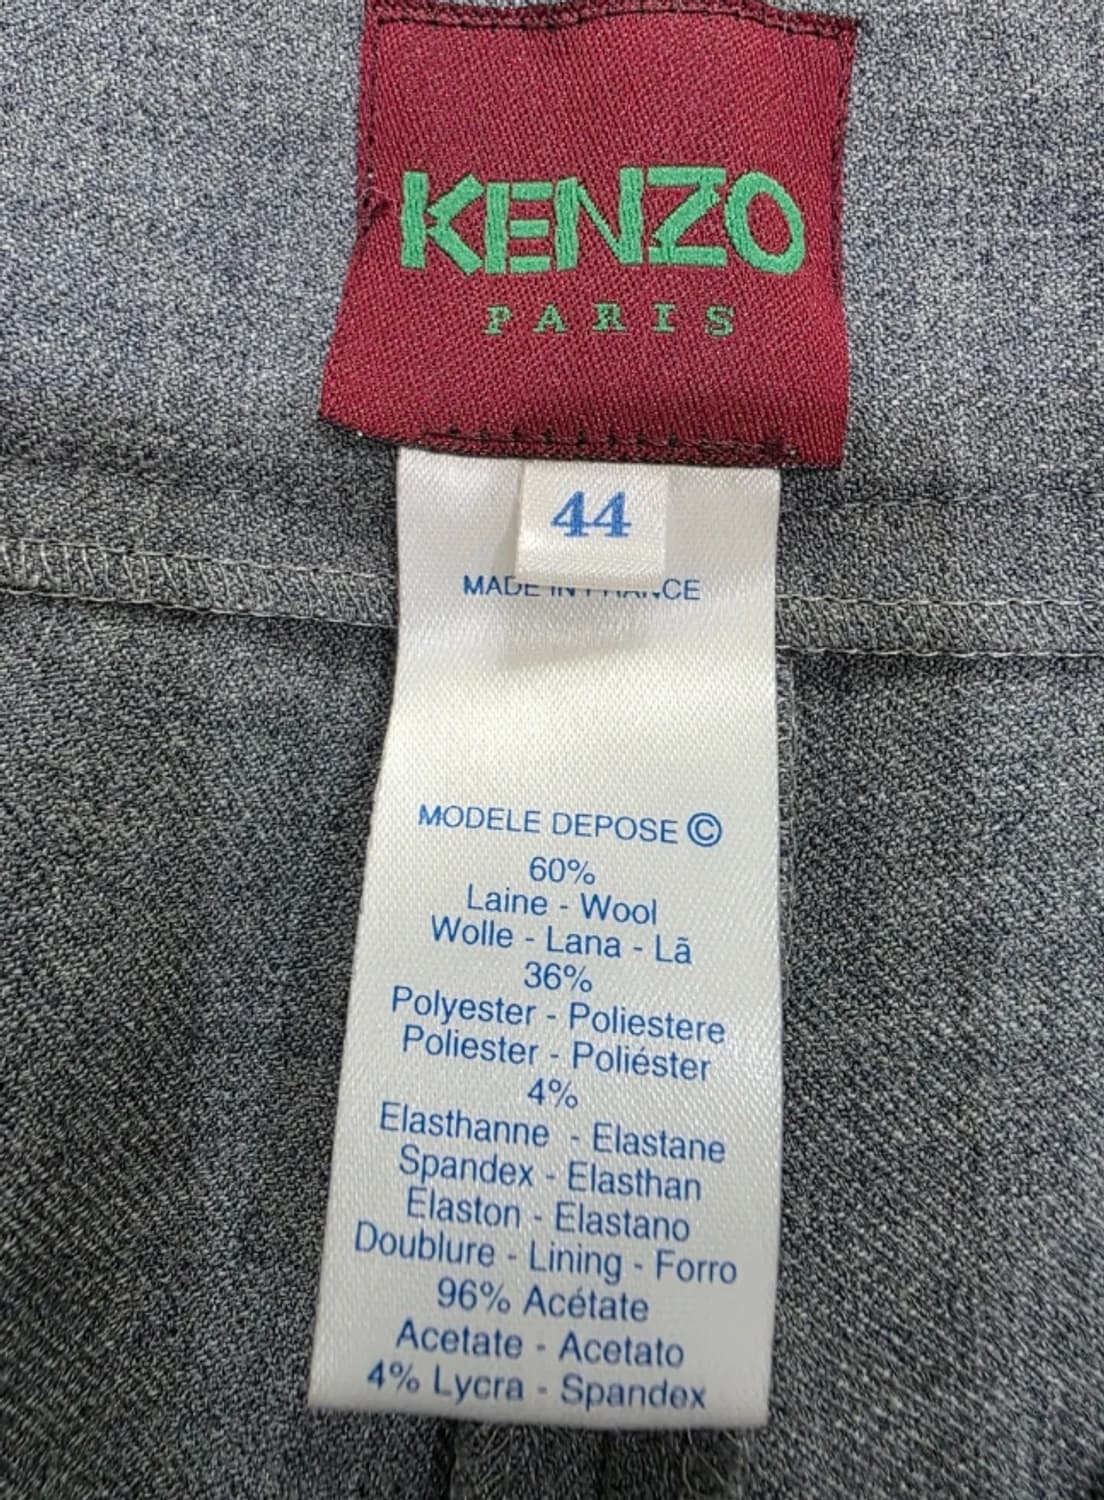 KENZO
PARIS
44
MADE IN FRANCE
MODELE DEPOSE ©
60%
Laine - Wool
Wolle - Lana - Lã
36%
Polyester - Poliestere
Poliester - Poliéster
4%
Elasthanne - Elastane
Spandex - Elasthan
Elaston - Elastano
Doublure - Lining - Forro
96% Acétate
Acetate - Acetato
4% Lycra - Spandex